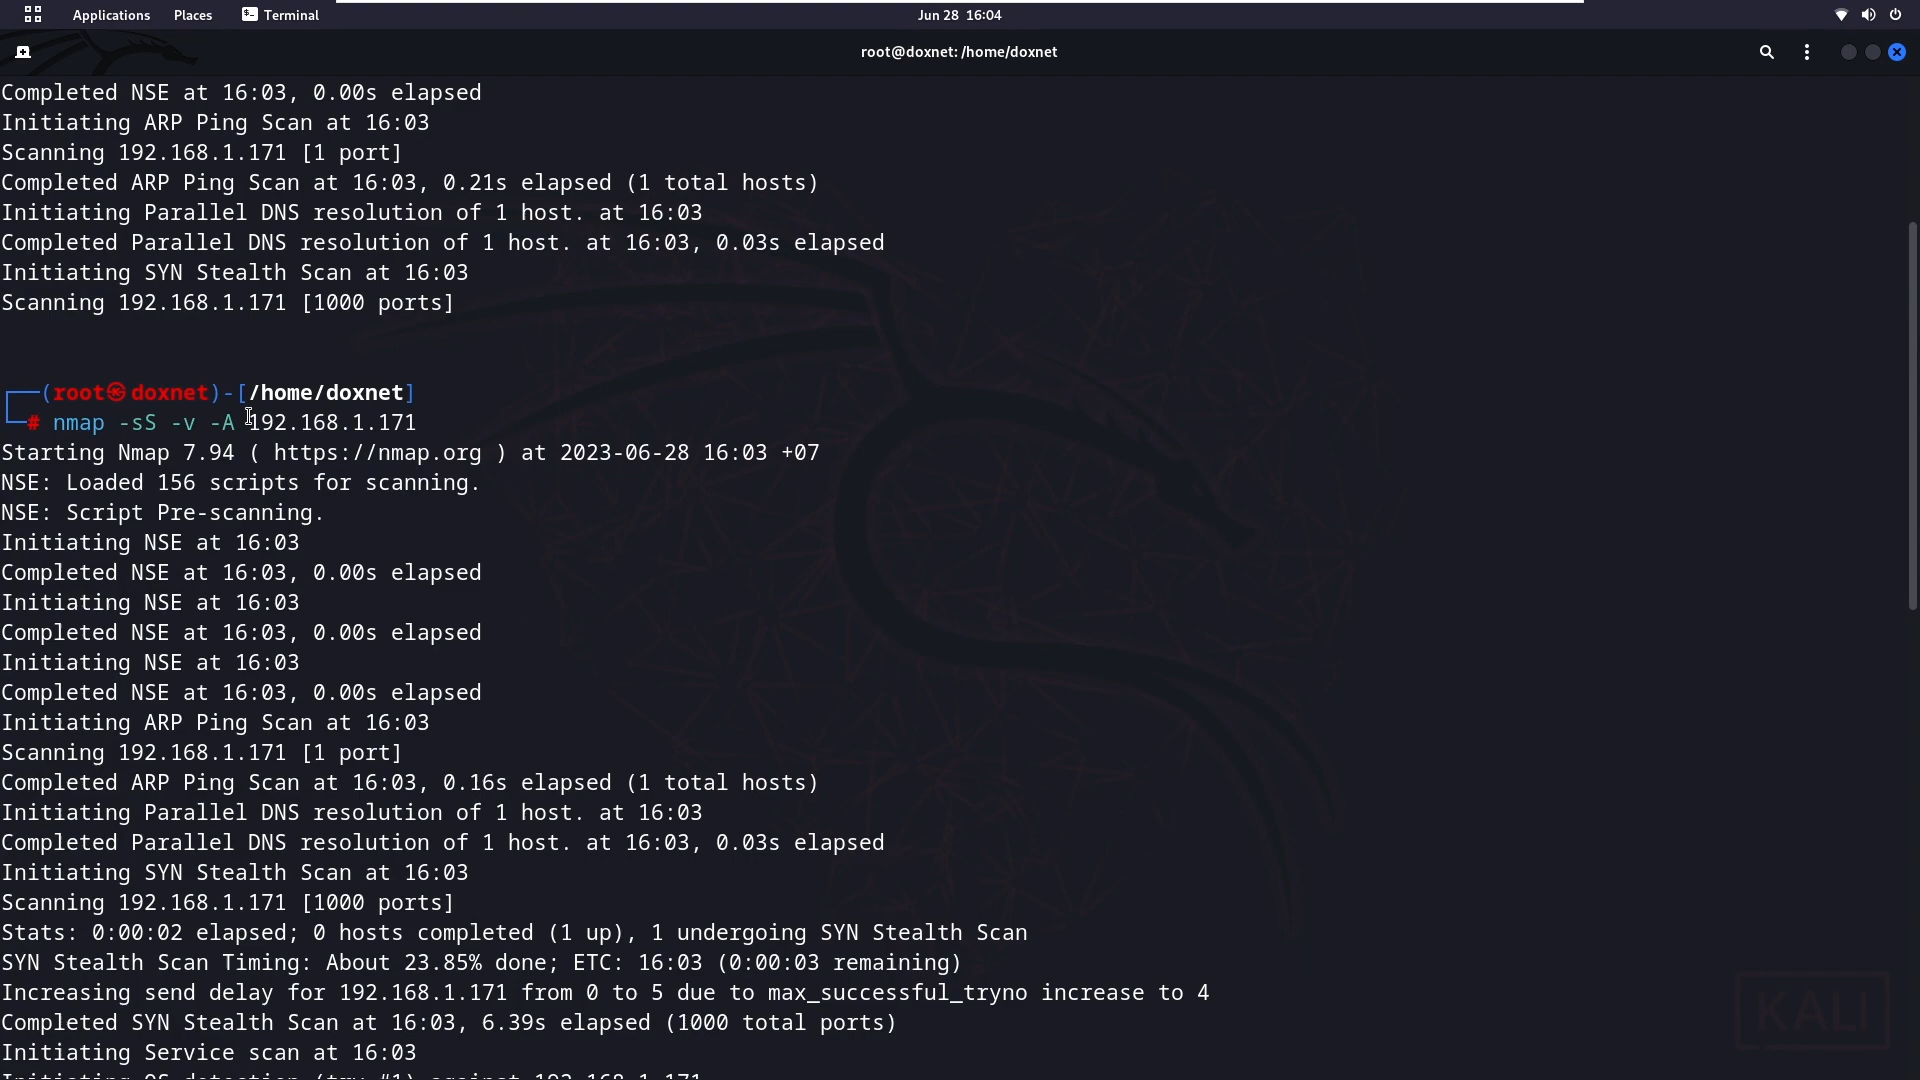 Applications Places Terminal Jun 28 16:04
root@doxnet: /home/doxnet
Completed NSE at 16:03, 0.00s elapsed
Initiating ARP Ping Scan at 16:03
Scanning 192.168.1.171 [1 port]
Completed ARP Ping Scan at 16:03, 0.21s elapsed (1 total hosts)
Initiating Parallel DNS resolution of 1 host. at 16:03
Completed Parallel DNS resolution of 1 host. at 16:03, 0.03s elapsed
Initiating SYN Stealth Scan at 16:03
Scanning 192.168.1.171 [1000 ports]
┌──(root㉿doxnet)-[/home/doxnet]
└─# nmap -sS -v -A 192.168.1.171
Starting Nmap 7.94 ( https://nmap.org ) at 2023-06-28 16:03 +07
NSE: Loaded 156 scripts for scanning.
NSE: Script Pre-scanning.
Initiating NSE at 16:03
Completed NSE at 16:03, 0.00s elapsed
Initiating NSE at 16:03
Completed NSE at 16:03, 0.00s elapsed
Initiating NSE at 16:03
Completed NSE at 16:03, 0.00s elapsed
Initiating ARP Ping Scan at 16:03
Scanning 192.168.1.171 [1 port]
Completed ARP Ping Scan at 16:03, 0.16s elapsed (1 total hosts)
Initiating Parallel DNS resolution of 1 host. at 16:03
Completed Parallel DNS resolution of 1 host. at 16:03, 0.03s elapsed
Initiating SYN Stealth Scan at 16:03
Scanning 192.168.1.171 [1000 ports]
Stats: 0:00:02 elapsed; 0 hosts completed (1 up), 1 undergoing SYN Stealth Scan
SYN Stealth Scan Timing: About 23.85% done; ETC: 16:03 (0:00:03 remaining)
Increasing send delay for 192.168.1.171 from 0 to 5 due to max_successful_tryno increase to 4
Completed SYN Stealth Scan at 16:03, 6.39s elapsed (1000 total ports)
Initiating Service scan at 16:03
Initiating OS detection (try #1) against 192.168.1.171
KALI